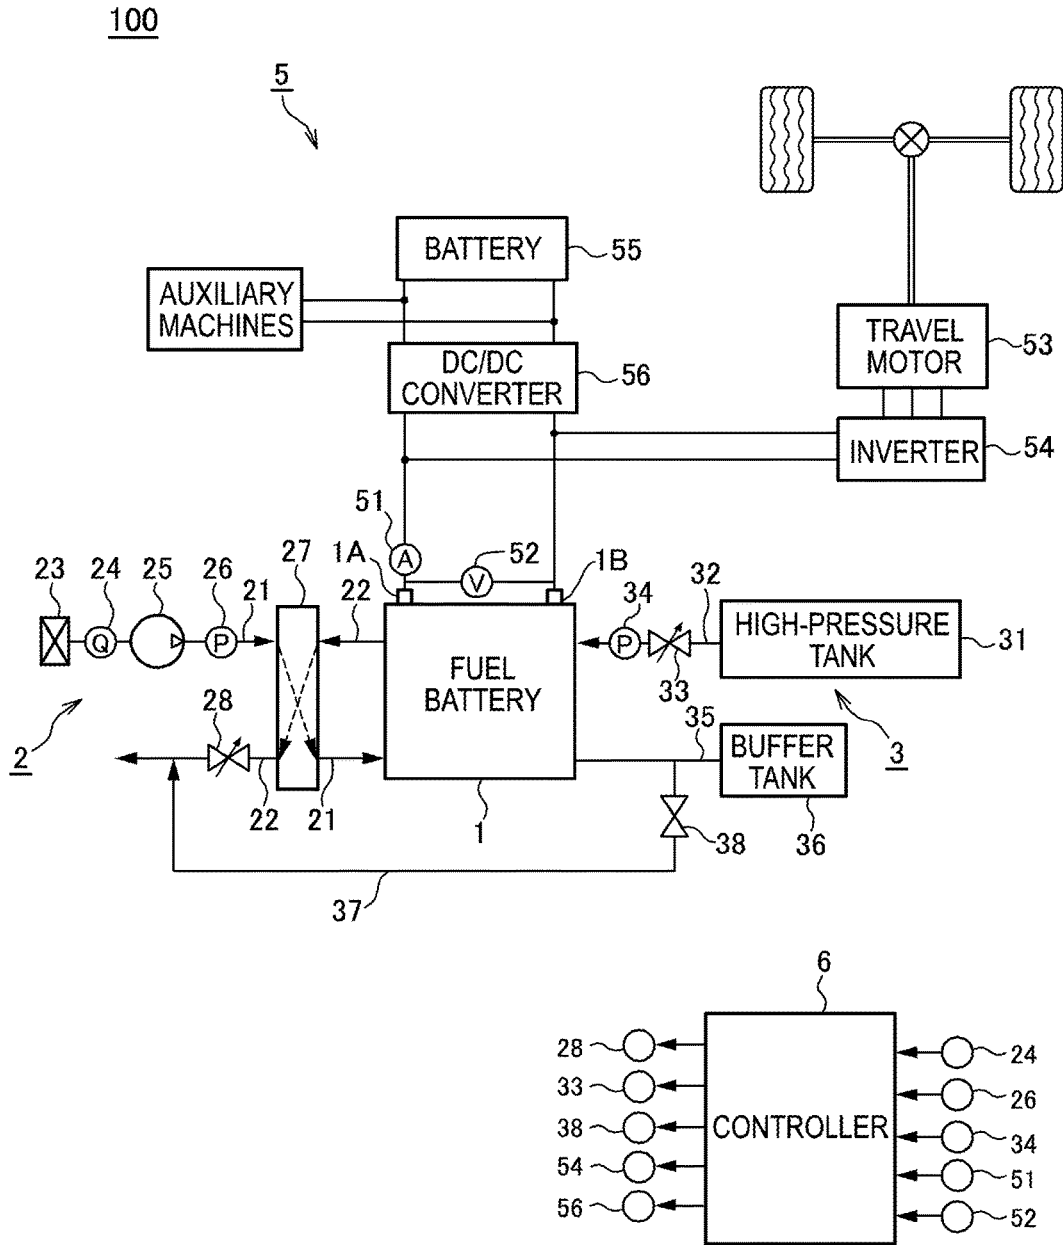 100
5
BATTERY
55
AUXILIARY
MACHINES
TRAVEL
MOTOR
53
DC/DC
CONVERTER
56
INVERTER
54
51
A
1A
52
V
1B
23
24
25
26
21
27
22
34
32
Q
P
P
HIGH-PRESSURE
TANK
31
FUEL
BATTERY
33
28
35
3
2
BUFFER
TANK
22
21
1
38
36
37
6
CONTROLLER
28
33
38
54
56
24
26
34
51
52